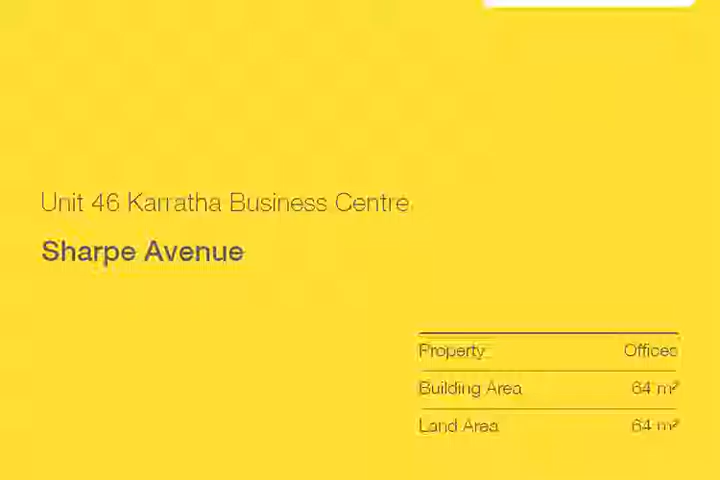 Unit 46 Karratha Business Centre
Sharpe Avenue
Property Offices
Building Area 64 m²
Land Area 64 m²